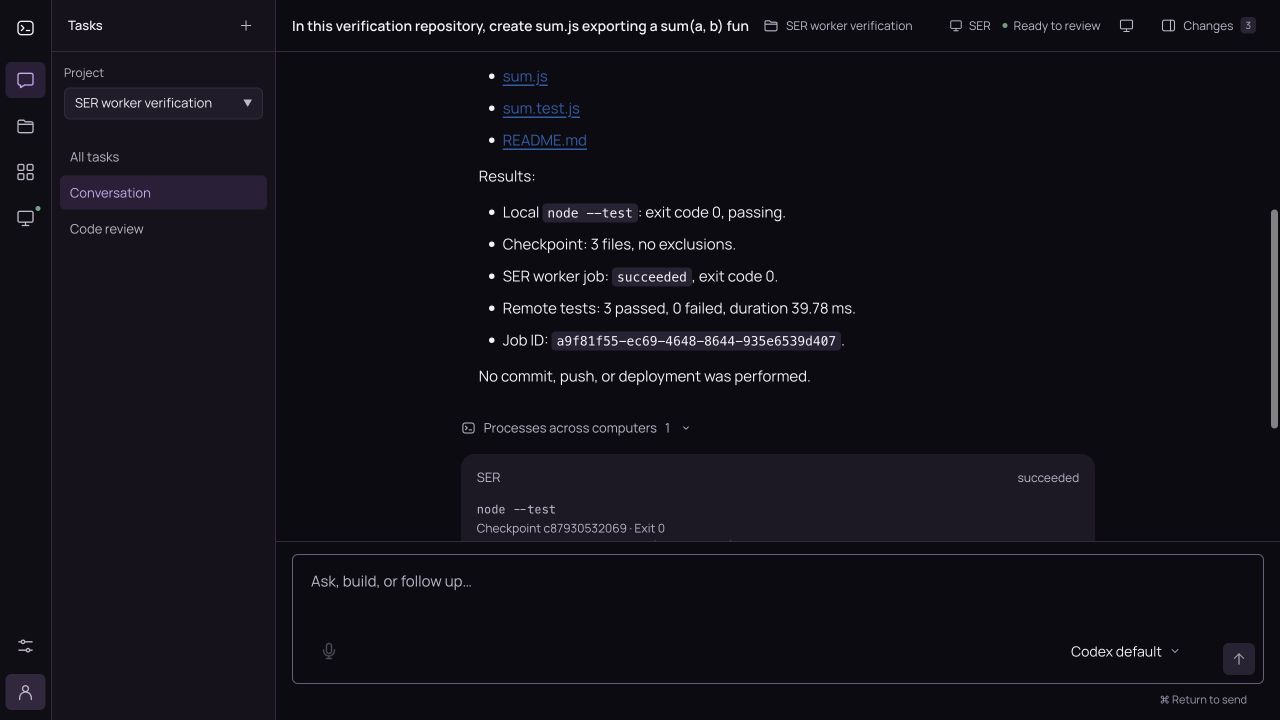 Tasks
+
In this verification repository, create sum.js exporting a sum(a, b) fun
SER worker verification
SER
Ready to review
Changes 3
Project
SER worker verification
All tasks
Conversation
Code review
sum.js
sum.test.js
README.md
Results:
Local node --test: exit code 0, passing.
Checkpoint: 3 files, no exclusions.
SER worker job: succeeded, exit code 0.
Remote tests: 3 passed, 0 failed, duration 39.78 ms.
Job ID: a9f81f55-ec69-4648-8644-935e6539d407.
No commit, push, or deployment was performed.
Processes across computers 1
SER
succeeded
node --test
Checkpoint c87930532069 · Exit 0
Ask, build, or follow up…
Codex default
⌘ Return to send